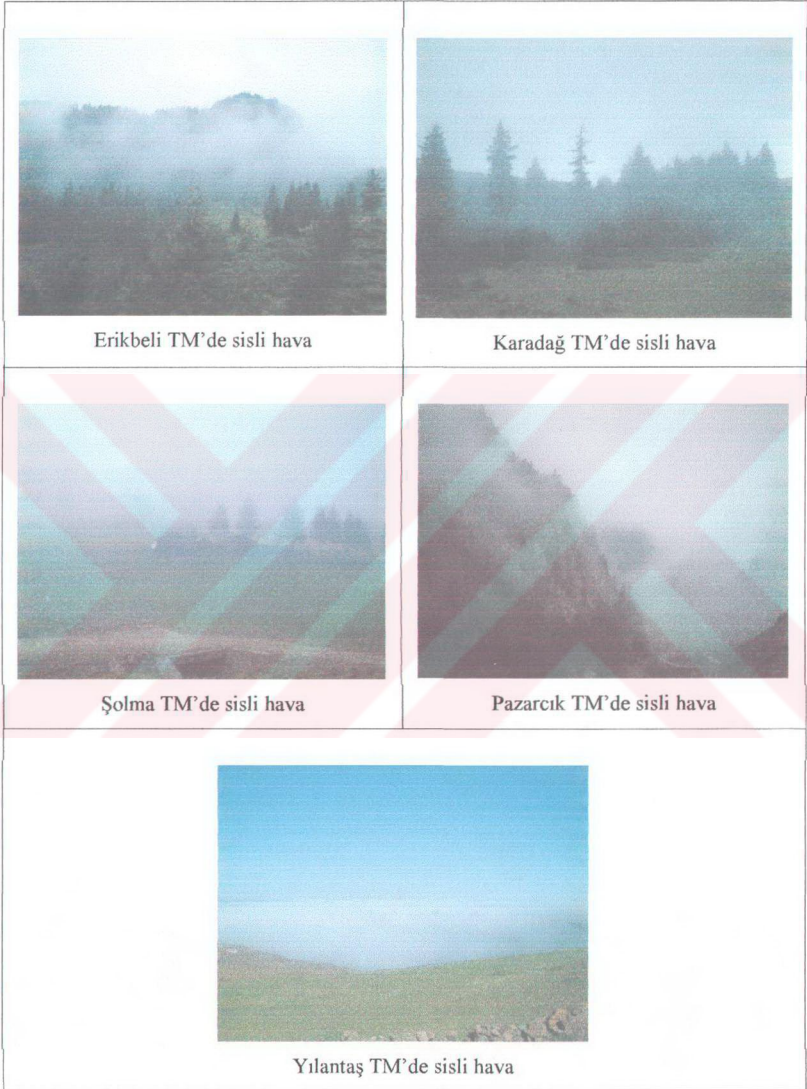 Erikbeli TM'de sisli hava
Karadağ TM'de sisli hava
Şolma TM'de sisli hava
Pazarcık TM'de sisli hava
Yılantaş TM'de sisli hava